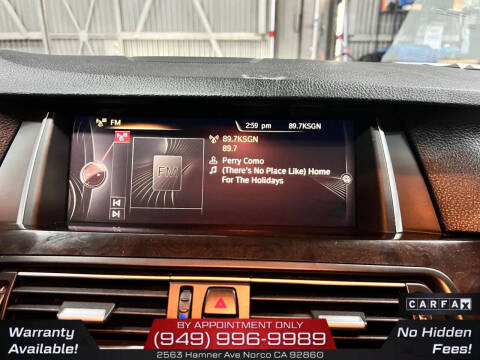 FM
2:59 pm
89.7KSGN
89.7KSGN
89.7
Perry Como
(There's No Place Like) Home
For The Holidays
FM
CARFAX
Warranty
Available!
BY APPOINTMENT ONLY
(949) 996-9989
2563 Hamner Ave Norco CA 92860
No Hidden
Fees!